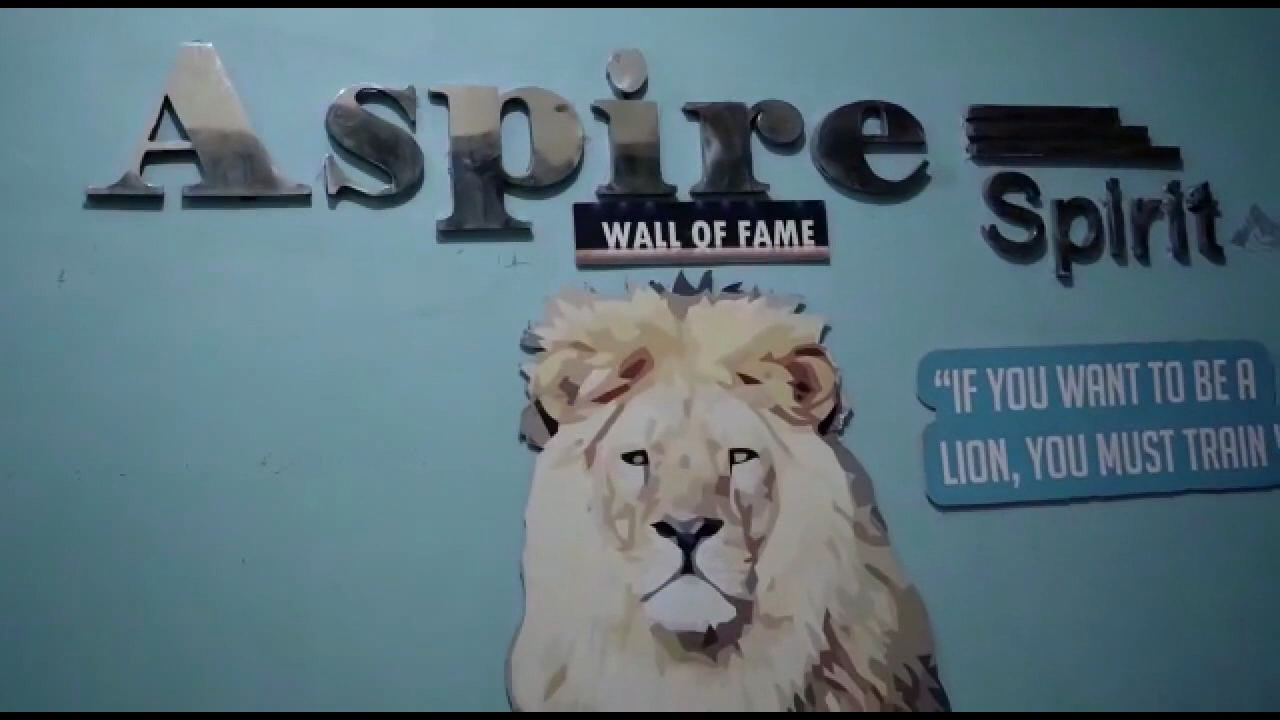 Aspire
WALL OF FAME
Spirit
“IF YOU WANT TO BE A
LION, YOU MUST TRAIN